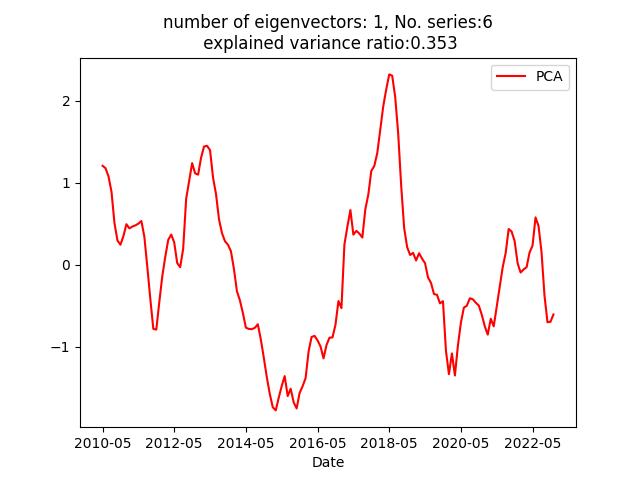 number of eigenvectors: 1, No. series:6
explained variance ratio:0.353
PCA
2
1
0
−1
2010-05 2012-05 2014-05 2016-05 2018-05 2020-05 2022-05
Date